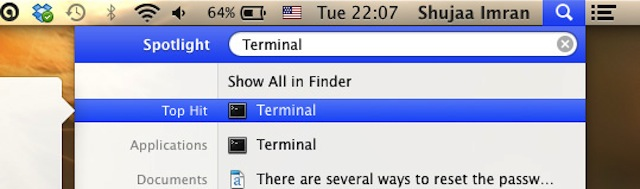 64% Tue 22:07 Shujaa Imran
Spotlight Terminal
Show All in Finder
Top Hit Terminal
Applications Terminal
Documents There are several ways to reset the passw...